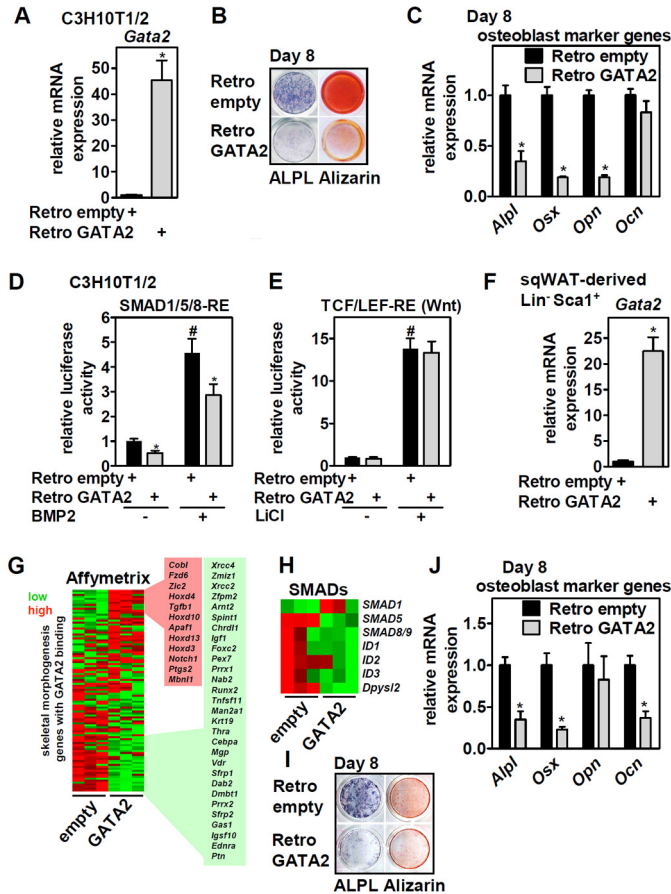 A
C3H10T1/2
Gata2
*
relative mRNA
expression
50
40
30
20
10
0
Retro empty +
Retro GATA2 +
B
Day 8
Retro
empty
Retro
GATA2
ALPL Alizarin
C
Day 8
osteoblast marker genes
Retro empty
Retro GATA2
relative mRNA
expression
1.0
0.5
0.0
* * *
Alpl Osx Opn Ocn
D
C3H10T1/2
SMAD1/5/8-RE
relative luciferase
activity
6
5
4
3
2
1
0
* # *
Retro empty + +
Retro GATA2 + +
BMP2 - +
E
TCF/LEF-RE (Wnt)
relative luciferase
activity
15
10
5
0
#
Retro empty + +
Retro GATA2 + +
LiCl - +
F
sqWAT-derived
Lin- Sca1+
Gata2
*
relative mRNA
expression
25
20
15
10
5
0
Retro empty +
Retro GATA2 +
G
Affymetrix
low
high
skeletal morphogenesis
genes with GATA2 binding
empty GATA2
Cobl
Fzd6
Zic2
Hoxd4
Tgfb1
Hoxd10
Apaf1
Hoxd13
Hoxd3
Notch1
Ptgs2
Mbnl1
Xrcc4
Zmiz1
Xrcc2
Zfpm2
Arnt2
Spint1
Chrdl1
Igf1
Foxc2
Pex7
Prrx1
Nab2
Runx2
Tnfsf11
Man2a1
Krt19
Thra
Cebpa
Mgp
Vdr
Sfrp1
Dab2
Dmbt1
Prrx2
Sfrp2
Gas1
Igsf10
Ednra
Ptn
H
SMADs
SMAD1
SMAD5
SMAD8/9
ID1
ID2
ID3
Dpysl2
empty GATA2
I
Day 8
Retro
empty
Retro
GATA2
ALPL Alizarin
J
Day 8
osteoblast marker genes
Retro empty
Retro GATA2
relative mRNA
expression
1.5
1.0
0.5
0.0
* * *
Alpl Osx Opn Ocn